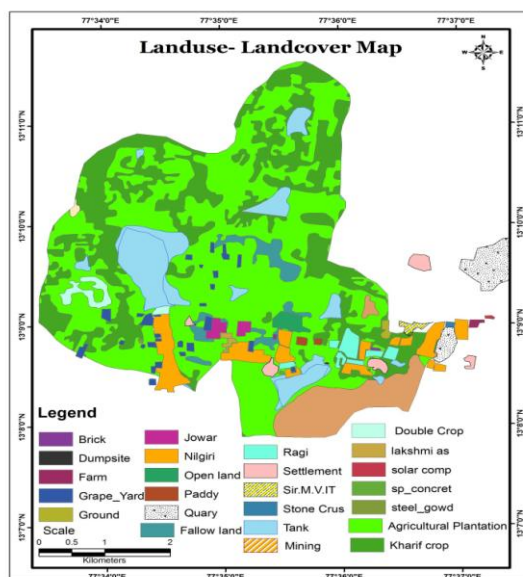 77°34'0"E 77°35'0"E 77°36'0"E 77°37'0"E
Landuse- Landcover Map
N
W E
S
13°11'0"N 13°11'0"N
13°10'0"N 13°10'0"N
13°9'0"N 13°9'0"N
13°8'0"N 13°8'0"N
13°7'0"N 13°7'0"N
Legend
Brick
Dumpsite
Farm
Grape_Yard
Ground
Jowar
Nilgiri
Open land
Paddy
Quary
Fallow land
Ragi
Settlement
Sir.M.V.IT
Stone Crus
Tank
Mining
Double Crop
lakshmi as
solar comp
sp_concret
steel_gowd
Agricultural Plantation
Kharif crop
Scale
0 0.5 1 2
Kilometers
77°34'0"E 77°35'0"E 77°36'0"E 77°37'0"E